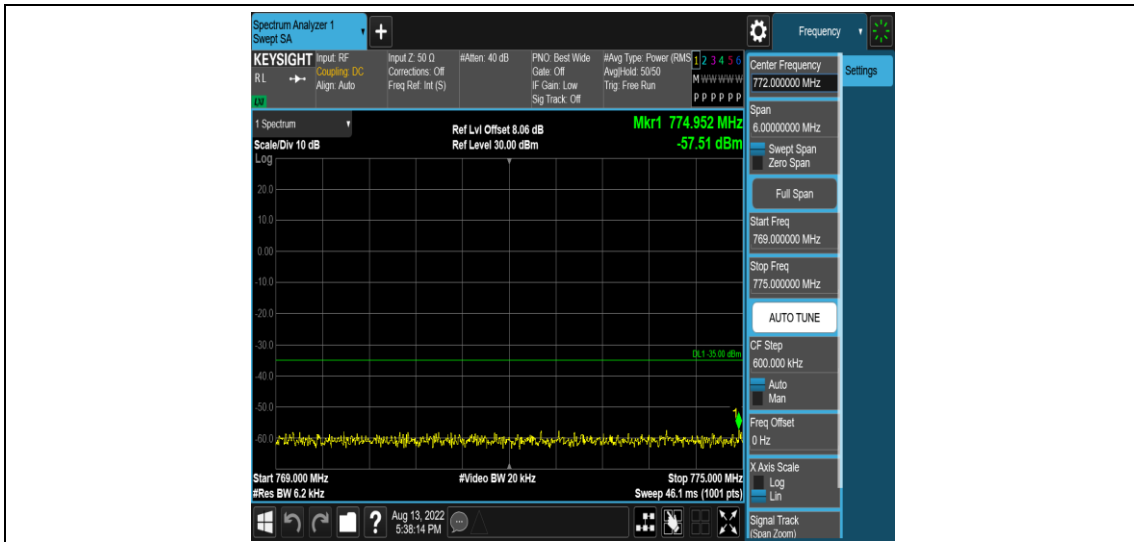 Spectrum Analyzer 1
Swept SA
Frequency
KEYSIGHT
RL
LXI
Input: RF
Coupling: DC
Align: Auto
Input Z: 50 Ω
Corrections: Off
Freq Ref: Int (S)
#Atten: 40 dB
PNO: Best Wide
Gate: Off
IF Gain: Low
Sig Track: Off
#Avg Type: Power (RMS
Avg|Hold: 50/50
Trig: Free Run
1 2 3 4 5 6
M W W W W W
P P P P P P
1 Spectrum
Scale/Div 10 dB
Ref Lvl Offset 8.06 dB
Ref Level 30.00 dBm
Mkr1 774.952 MHz
-57.51 dBm
Log
20.0
10.0
0.00
-10.0
-20.0
-30.0
DL1 -35.00 dBm
-40.0
-50.0
1
-60.0
Start 769.000 MHz
#Video BW 20 kHz
Stop 775.000 MHz
#Res BW 6.2 kHz
Sweep 46.1 ms (1001 pts)
Center Frequency
772.000000 MHz
Settings
Span
6.00000000 MHz
Swept Span
Zero Span
Full Span
Start Freq
769.000000 MHz
Stop Freq
775.000000 MHz
AUTO TUNE
CF Step
600.000 kHz
Auto
Man
Freq Offset
0 Hz
X Axis Scale
Log
Lin
Signal Track
(Span Zoom)
?
Aug 13, 2022
5:38:14 PM